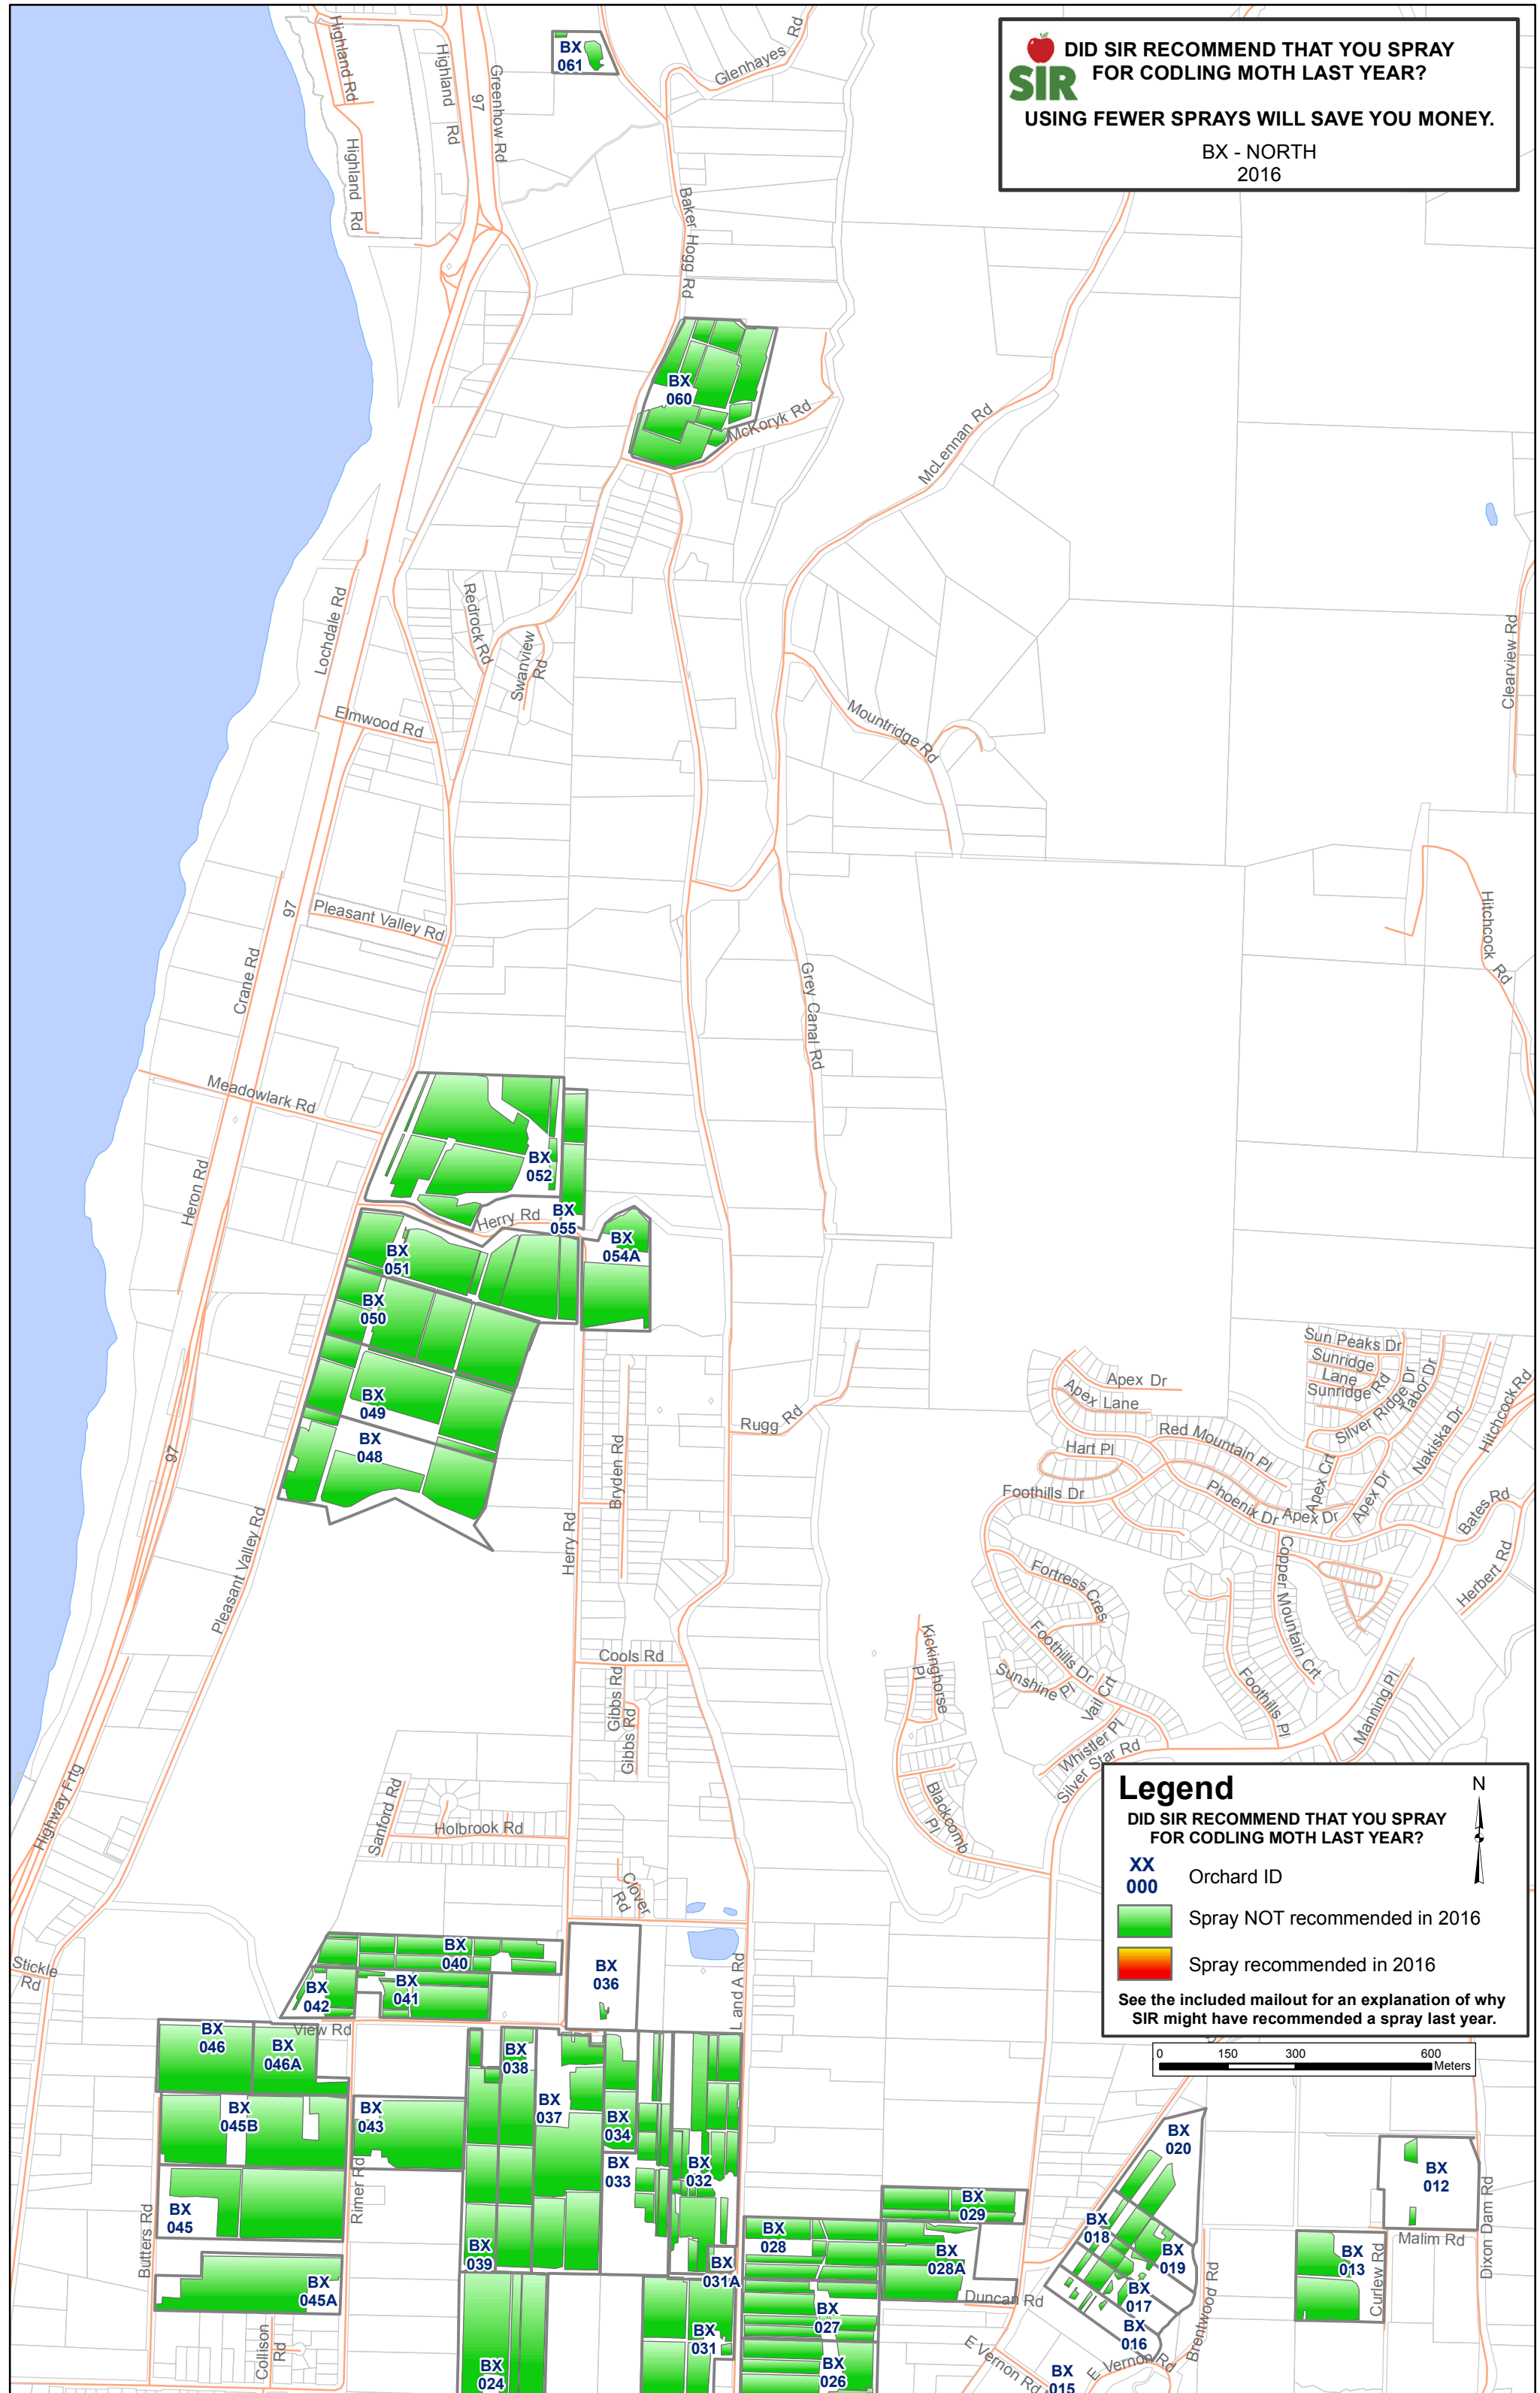 SIR
DID SIR RECOMMEND THAT YOU SPRAY
FOR CODLING MOTH LAST YEAR?
USING FEWER SPRAYS WILL SAVE YOU MONEY.
BX - NORTH
2016
Highland Rd
Highland Rd
Highland Rd
97
Greenhow Rd
BX
061
Glenhayes Rd
Baker Hogg Rd
BX
060
McKoryk Rd
McLennan Rd
Lochdale Rd
Redrock Rd
Swanview
Rd
Elmwood Rd
Mountridge Rd
Clearview Rd
97
Pleasant Valley Rd
Crane Rd
Grey Canal Rd
Hitchcock Rd
Meadowlark Rd
Heron Rd
BX
052
Herry Rd
BX
055
BX
054A
BX
051
BX
050
BX
049
BX
048
97
Pleasant Valley Rd
Bryden Rd
Herry Rd
Rugg Rd
Sun Peaks Dr
Sunridge
Lane
Sunridge Rd
Silver Ridge Dr
Tabor Dr
Nakiska Dr
Hitchcock Rd
Apex Dr
Apex Lane
Red Mountain Pl
Hart Pl
Foothills Dr
Phoenix Dr
Apex Dr
Apex Crt
Apex Dr
Bates Rd
Herbert Rd
Copper Mountain Crt
Fortress Cres
Foothills Dr
Sunshine Pl
Vail Crt
Whistler Pl
Silver Star Rd
Foothills Pl
Manning Pl
Kickinghorse
Pl
Blackcomb
Pl
Cools Rd
Gibbs Rd
Gibbs Rd
Highway Frtg
Sanford Rd
Holbrook Rd
Clover
Rd
Legend
N
DID SIR RECOMMEND THAT YOU SPRAY
FOR CODLING MOTH LAST YEAR?
XX
000
Orchard ID
Spray NOT recommended in 2016
Spray recommended in 2016
See the included mailout for an explanation of why
SIR might have recommended a spray last year.
0 150 300 600
Meters
Stickle
Rd
BX
040
BX
041
BX
042
BX
036
L and A Rd
View Rd
BX
046
BX
046A
BX
045B
BX
043
BX
045
BX
045A
Butters Rd
Rimer Rd
Collison
Rd
BX
038
BX
037
BX
034
BX
033
BX
032
BX
039
BX
031A
BX
031
BX
024
BX
029
BX
028
BX
028A
BX
027
BX
026
Duncan Rd
E Vernon Rd
E Vernon Rd
BX
015
BX
020
BX
018
BX
019
BX
017
BX
016
Brentwood Rd
BX
012
Malim Rd
BX
013
Curlew Rd
Dixon Dam Rd